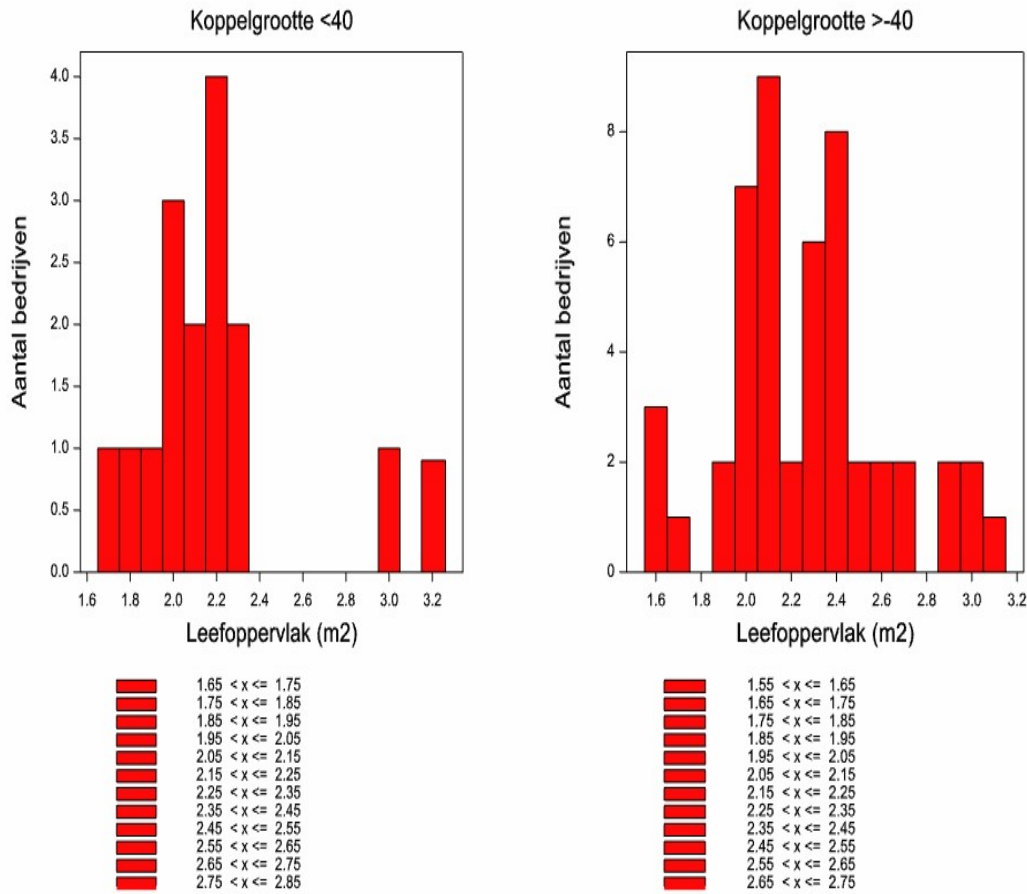 Koppelgrootte <40
4.0
3.5
3.0
2.5
2.0
1.5
1.0
0.5
0.0
Aantal bedrijven
1.6 1.8 2.0 2.2 2.4 2.6 2.8 3.0 3.2
Leefoppervlak (m2)
1.65 < x <= 1.75
1.75 < x <= 1.85
1.85 < x <= 1.95
1.95 < x <= 2.05
2.05 < x <= 2.15
2.15 < x <= 2.25
2.25 < x <= 2.35
2.35 < x <= 2.45
2.45 < x <= 2.55
2.55 < x <= 2.65
2.65 < x <= 2.75
2.75 < x <= 2.85
Koppelgrootte >-40
8
6
4
2
0
Aantal bedrijven
1.6 1.8 2.0 2.2 2.4 2.6 2.8 3.0 3.2
Leefoppervlak (m2)
1.55 < x <= 1.65
1.65 < x <= 1.75
1.75 < x <= 1.85
1.85 < x <= 1.95
1.95 < x <= 2.05
2.05 < x <= 2.15
2.15 < x <= 2.25
2.25 < x <= 2.35
2.35 < x <= 2.45
2.45 < x <= 2.55
2.55 < x <= 2.65
2.65 < x <= 2.75